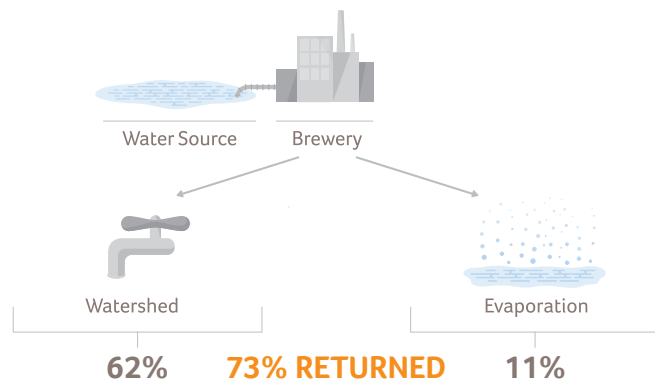 Water Source
Brewery
Watershed
Evaporation
62%
73% RETURNED
11%